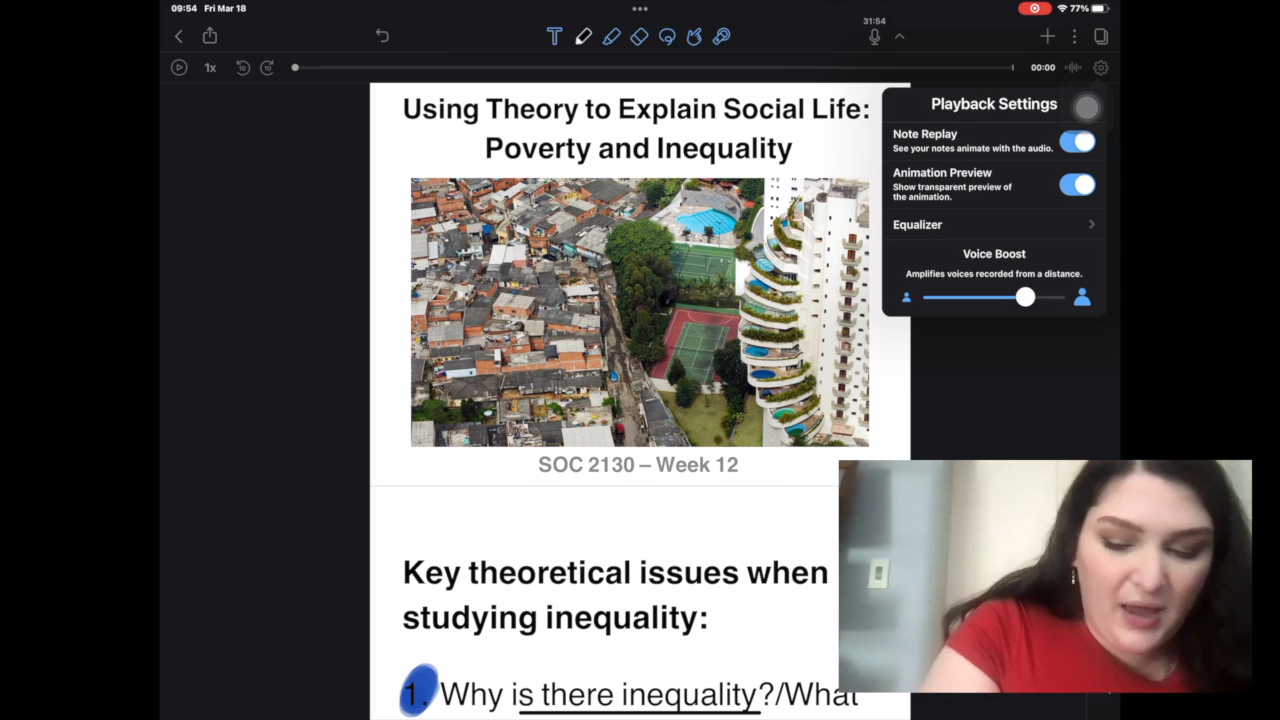 09:54 Fri Mar 18
77%
31:54
1x
10
10
00:00
Playback Settings
Note Replay
See your notes animate with the audio.
Animation Preview
Show transparent preview of
the animation.
Equalizer
Voice Boost
Amplifies voices recorded from a distance.
Using Theory to Explain Social Life:
Poverty and Inequality
SOC 2130 – Week 12
Key theoretical issues when
studying inequality:
1. Why is there inequality?/What